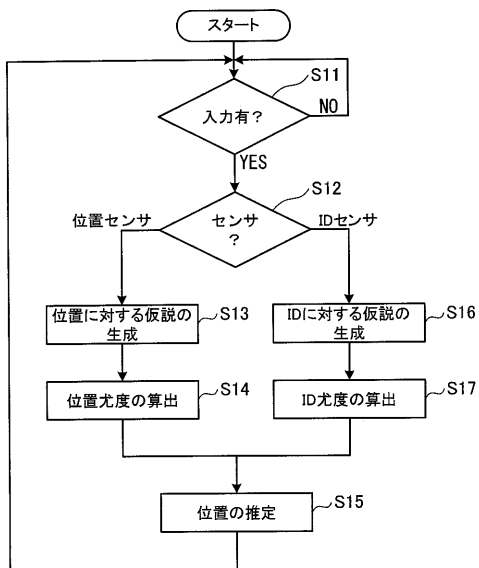 スタート
S11
入力有?
NO
YES
S12
位置センサ
センサ
?
IDセンサ
位置に対する仮説の
生成
S13
IDに対する仮説の
生成
S16
位置尤度の算出
S14
ID尤度の算出
S17
位置の推定
S15